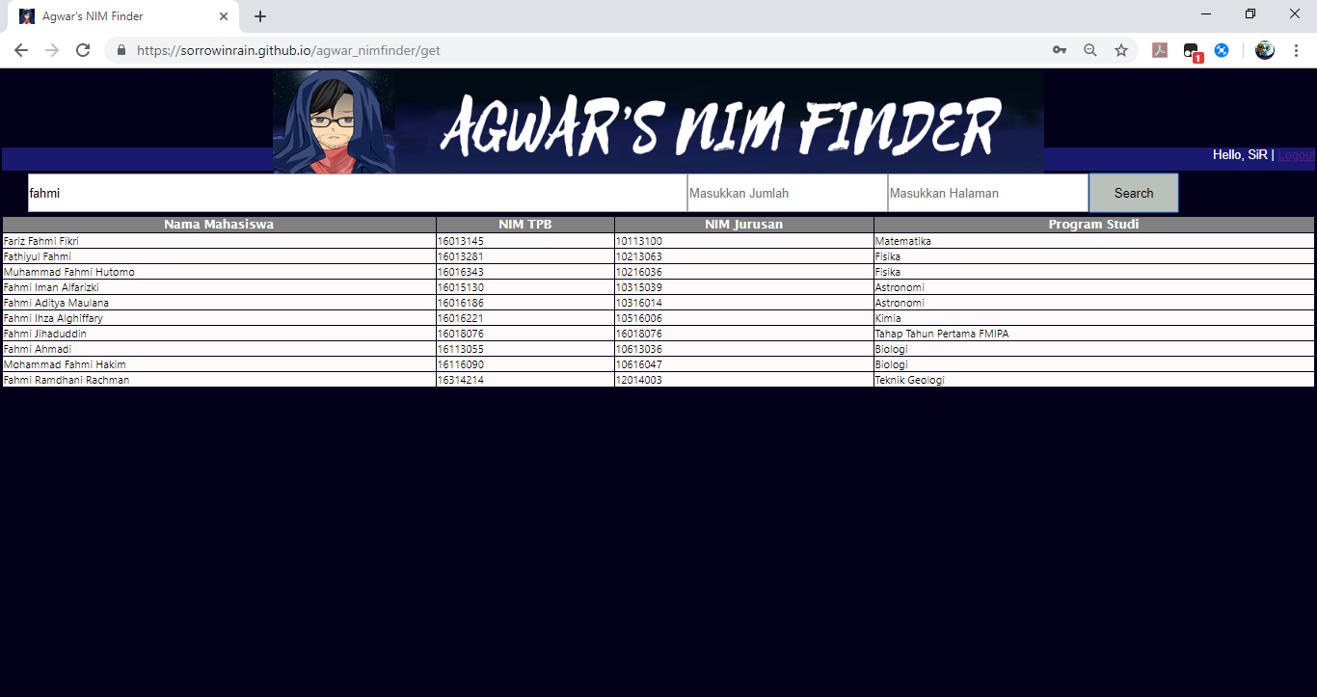 Agwar's NIM Finder
https://sorrowinrain.github.io/agwar_nimfinder/get
1
AGWAR'S NIM FINDER
Hello, SiR | Logout
fahmi Masukkan Jumlah Masukkan Halaman Search
Nama Mahasiswa NIM TPB NIM Jurusan Program Studi
Fariz Fahmi Fikri 16013145 10113100 Matematika
Fathiyul Fahmi 16013281 10213063 Fisika
Muhammad Fahmi Hutomo 16016343 10216036 Fisika
Fahmi Iman Alfarizki 16015130 10315039 Astronomi
Fahmi Aditya Maulana 16016186 10316014 Astronomi
Fahmi Ihza Alghiffary 16016221 10516006 Kimia
Fahmi Jihaduddin 16018076 16018076 Tahap Tahun Pertama FMIPA
Fahmi Ahmadi 16113055 10613036 Biologi
Mohammad Fahmi Hakim 16116090 10616047 Biologi
Fahmi Ramdhani Rachman 16314214 12014003 Teknik Geologi